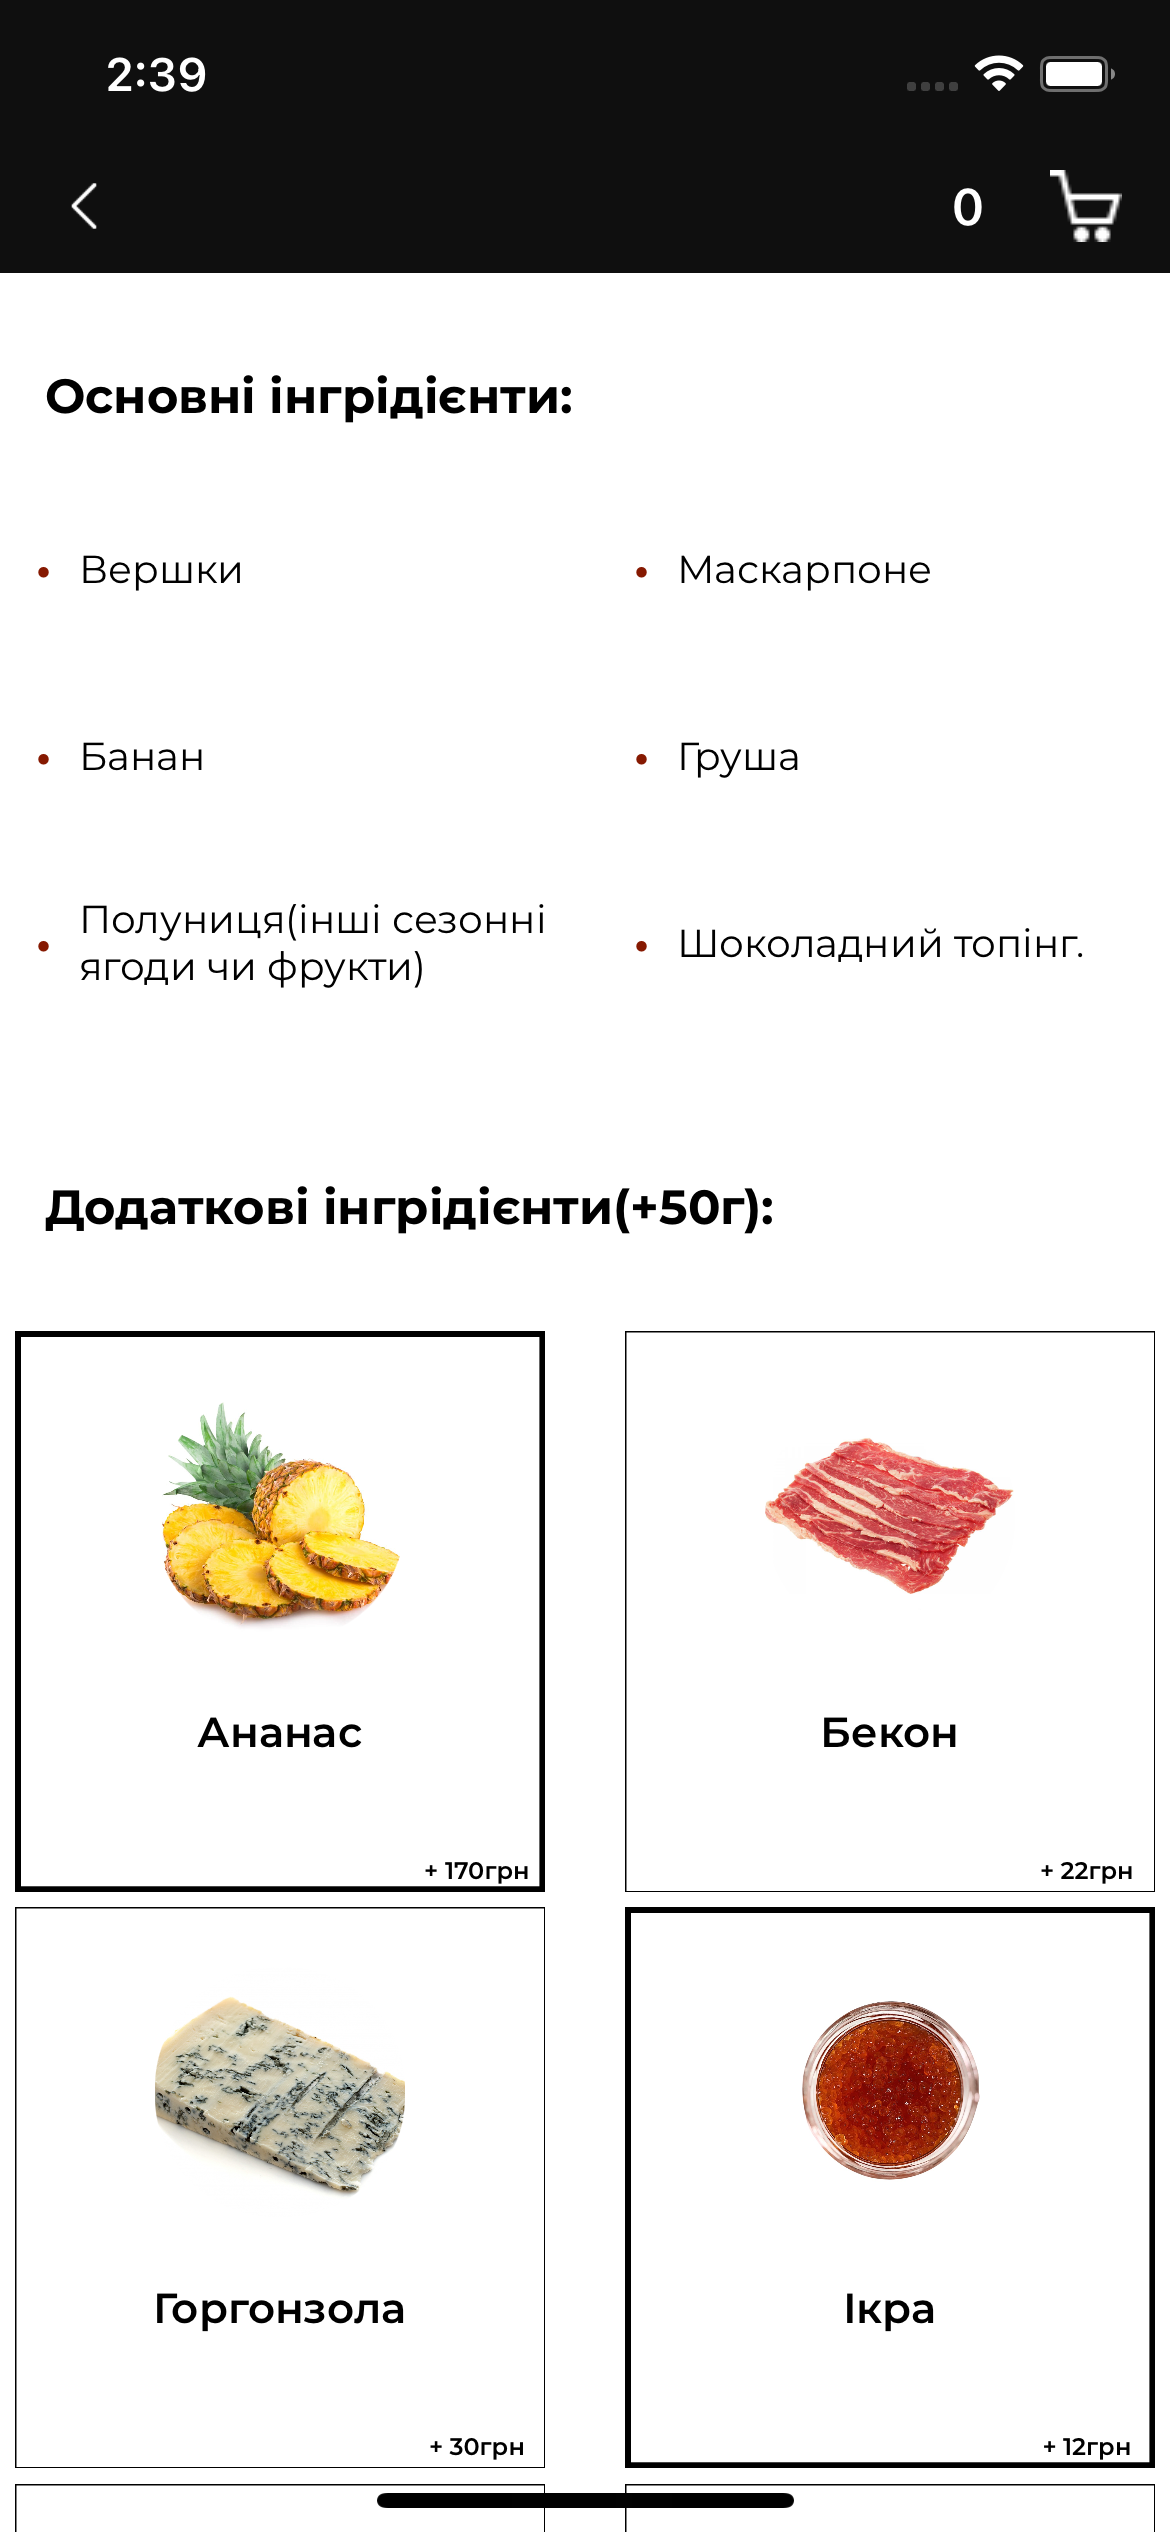 2:39
0
Основні інгрідієнти:
• Вершки
• Маскарпоне
• Банан
• Груша
• Полуниця(інші сезонні
ягоди чи фрукти)
• Шоколадний топінг.
Додаткові інгрідієнти(+50г):
Ананас
+ 170грн
Бекон
+ 22грн
Горгонзола
+ 30грн
Ікра
+ 12грн